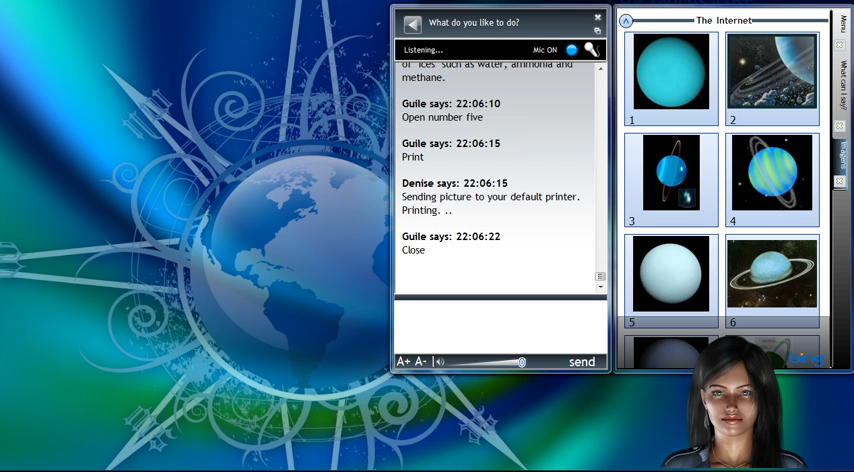 What do you like to do?
Listening...
Mic ON
of "ices" such as water, ammonia and
methane.
Guile says: 22:06:10
Open number five
Guile says: 22:06:15
Print
Denise says: 22:06:15
Sending picture to your default printer.
Printing. ..
Guile says: 22:06:22
Close
A+ A-
send
The Internet
1
2
3
4
5
6
bing
Menu
What can I say?
Imagens